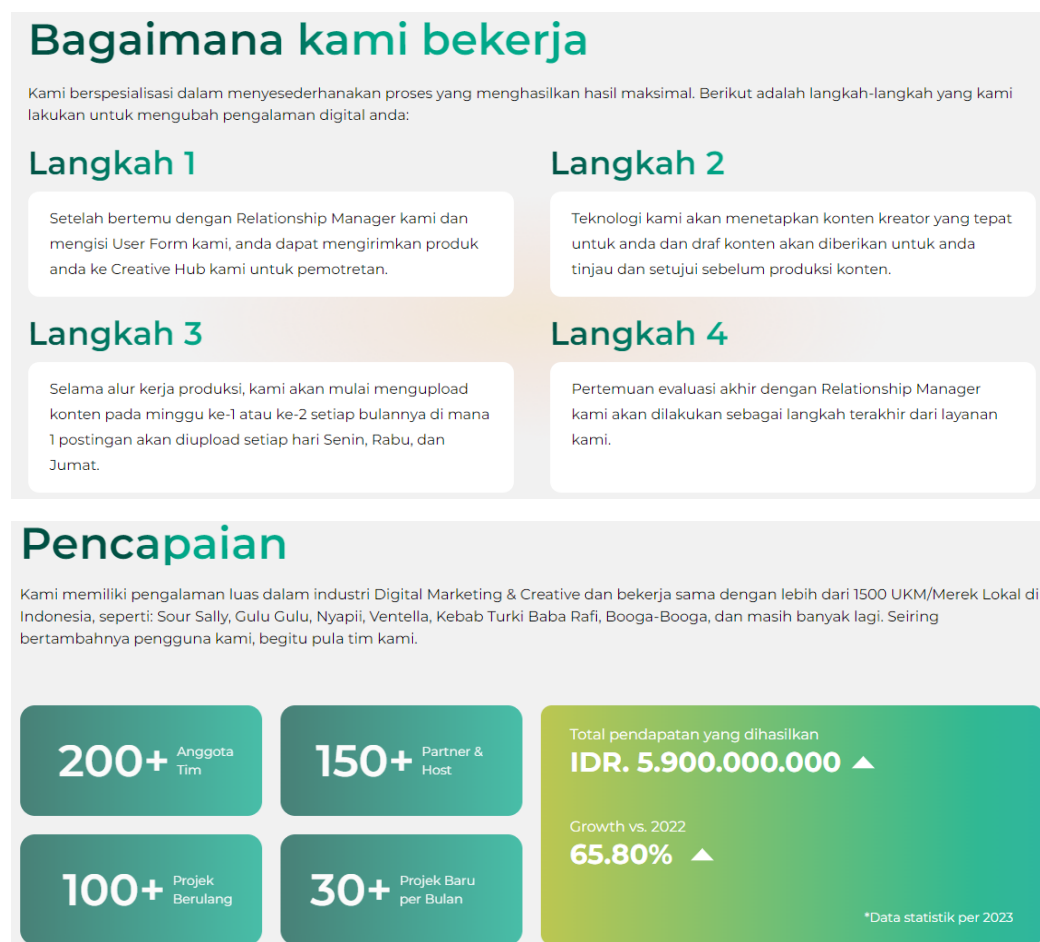 Bagaimana kami bekerja
Kami berspesialisasi dalam menyesederhanakan proses yang menghasilkan hasil maksimal. Berikut adalah langkah-langkah yang kami
lakukan untuk mengubah pengalaman digital anda:
Langkah 1
Setelah bertemu dengan Relationship Manager kami dan
mengisi User Form kami, anda dapat mengirimkan produk
anda ke Creative Hub kami untuk pemotretan.
Langkah 2
Teknologi kami akan menetapkan konten kreator yang tepat
untuk anda dan draf konten akan diberikan untuk anda
tinjau dan setujui sebelum produksi konten.
Langkah 3
Selama alur kerja produksi, kami akan mulai mengupload
konten pada minggu ke-1 atau ke-2 setiap bulannya di mana
1 postingan akan diupload setiap hari Senin, Rabu, dan
Jumat.
Langkah 4
Pertemuan evaluasi akhir dengan Relationship Manager
kami akan dilakukan sebagai langkah terakhir dari layanan
kami.
Pencapaian
Kami memiliki pengalaman luas dalam industri Digital Marketing & Creative dan bekerja sama dengan lebih dari 1500 UKM/Merek Lokal di
Indonesia, seperti: Sour Sally, Gulu Gulu, Nyapii, Ventella, Kebab Turki Baba Rafi, Booga-Booga, dan masih banyak lagi. Seiring
bertambahnya pengguna kami, begitu pula tim kami.
200+ Anggota
Tim
150+ Partner &
Host
100+ Projek
Berulang
30+ Projek Baru
per Bulan
Total pendapatan yang dihasilkan
IDR. 5.900.000.000
Growth vs. 2022
65.80%
*Data statistik per 2023